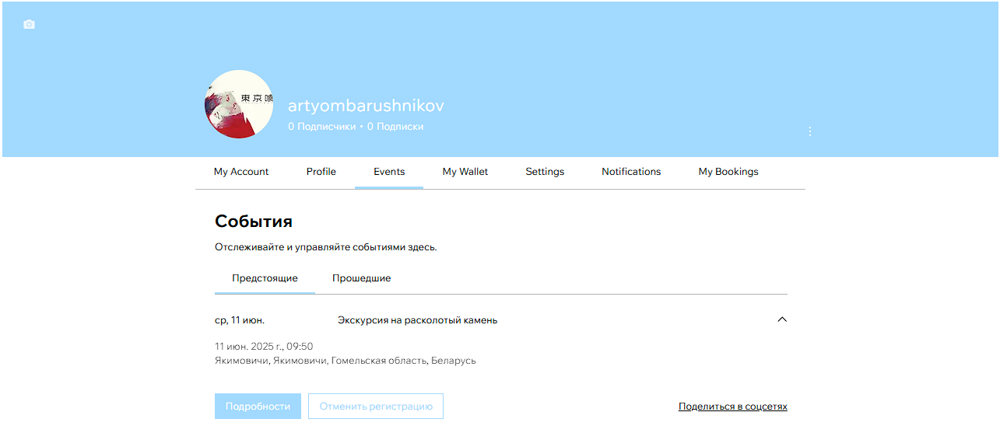 東京喰
artyombarushnikov
0 Подписчики • 0 Подписки
My Account Profile Events My Wallet Settings Notifications My Bookings
События
Отслеживайте и управляйте событиями здесь.
Предстоящие Прошедшие
ср, 11 июн. Экскурсия на расколотый камень
11 июн. 2025 г., 09:50
Якимовичи, Якимовичи, Гомельская область, Беларусь
Подробности Отменить регистрацию Поделиться в соцсетях